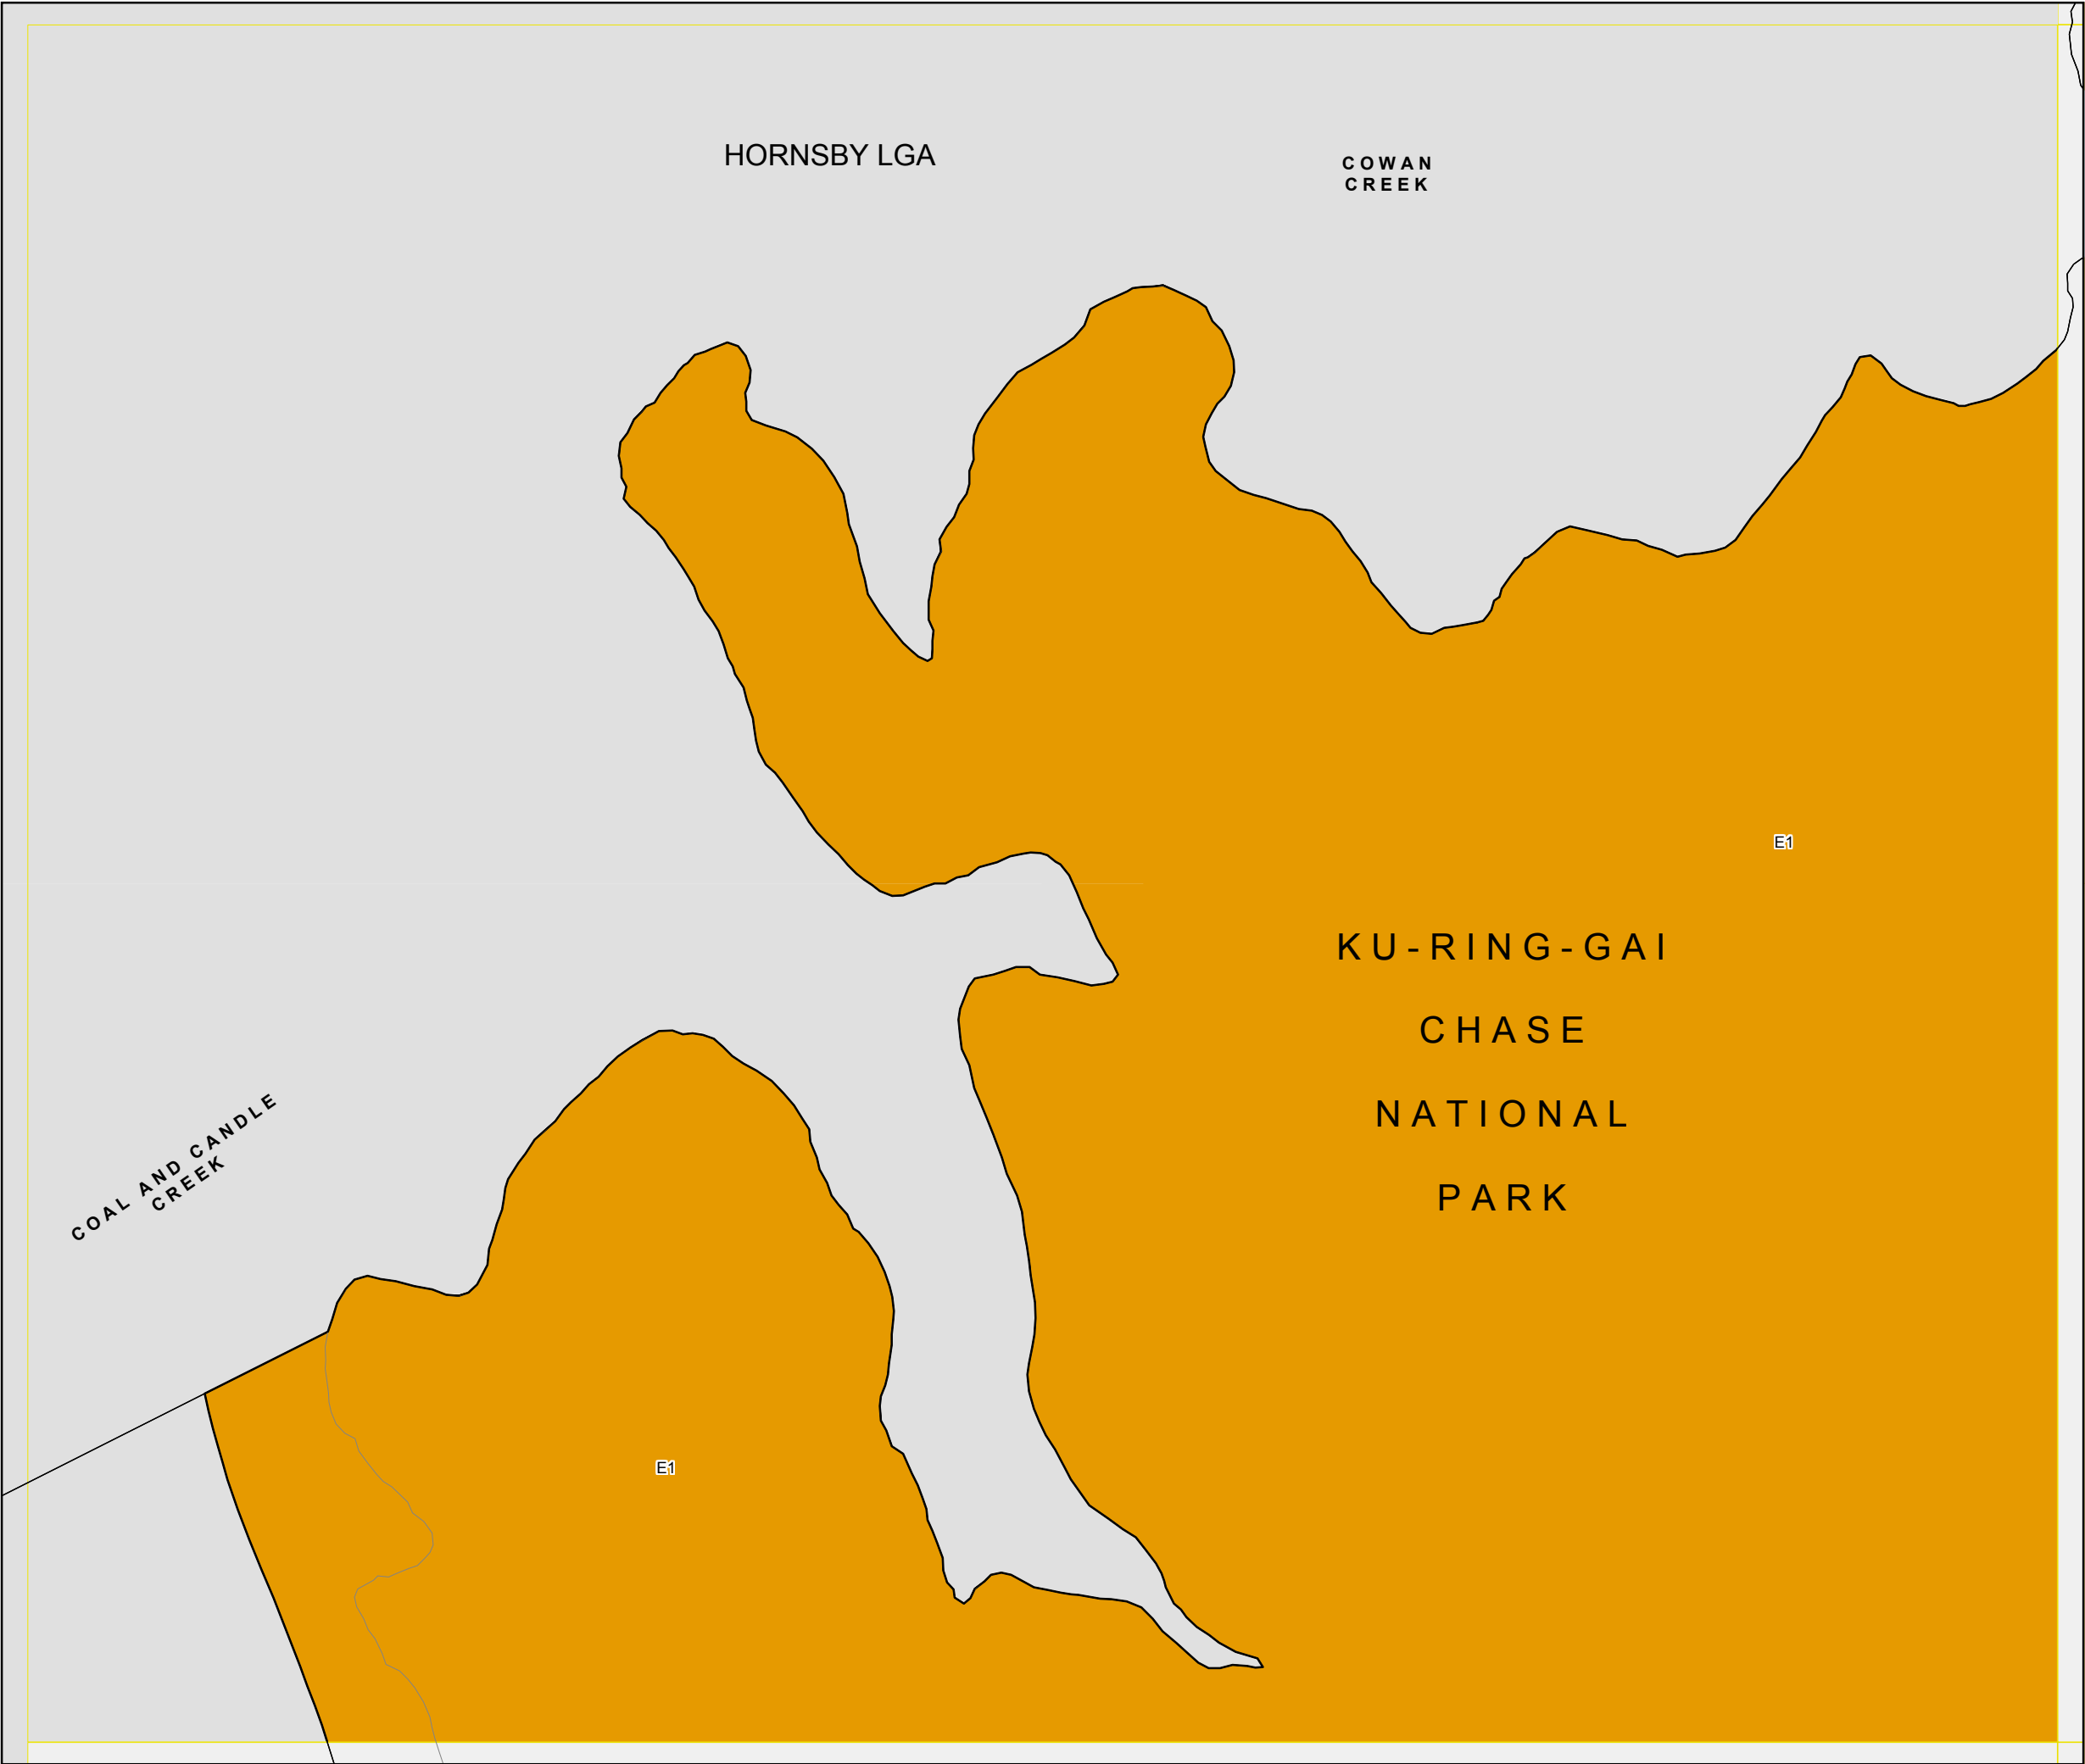 HORNSBY LGA
COWAN
CREEK
E1
KU-RING-GAI
CHASE
NATIONAL
PARK
COAL AND CANDLE
CREEK
E1